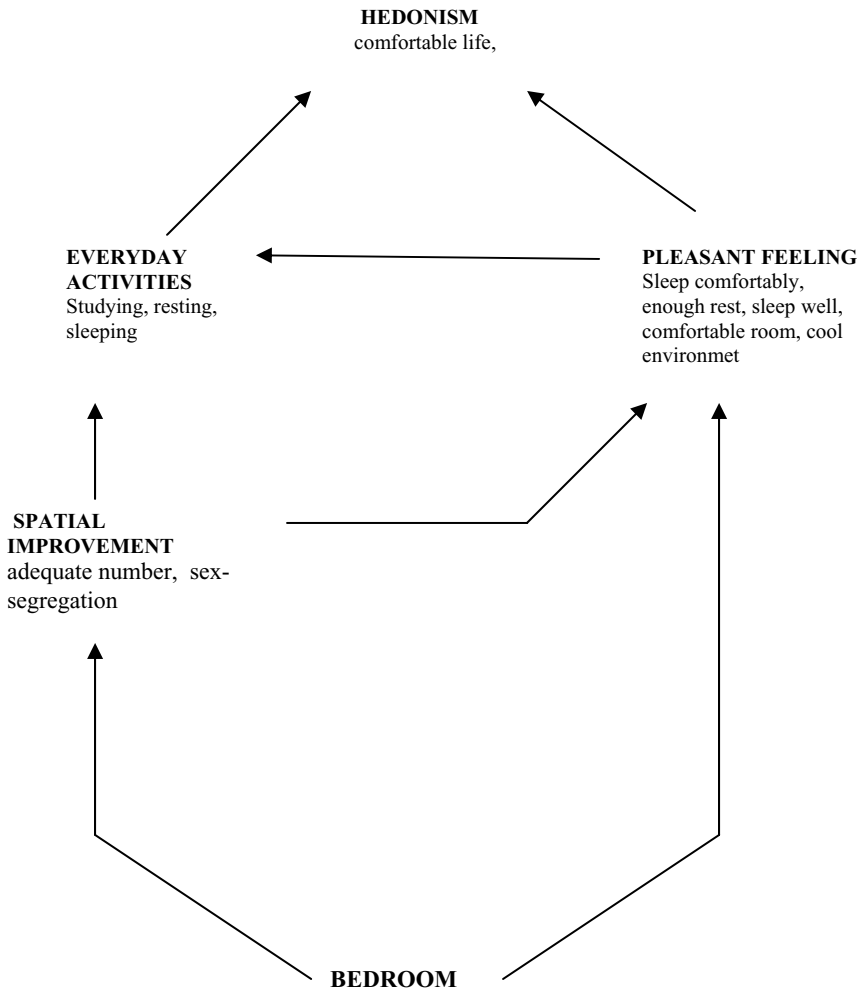 HEDONISM
comfortable life,
EVERYDAY
ACTIVITIES
Studying, resting,
sleeping
PLEASANT FEELING
Sleep comfortably,
enough rest, sleep well,
comfortable room, cool
environmet
SPATIAL
IMPROVEMENT
adequate number,  sex-
segregation
BEDROOM